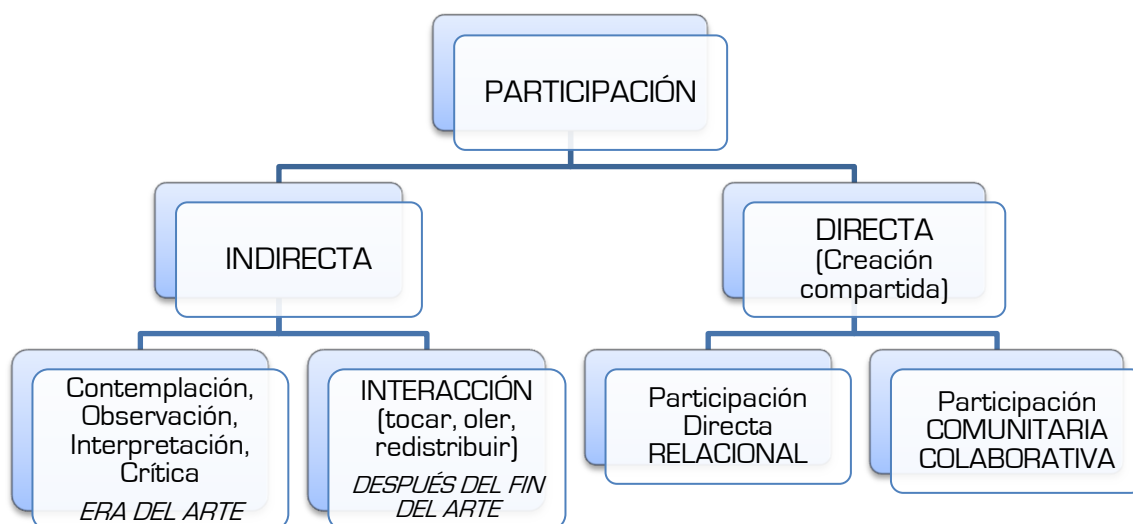 PARTICIPACIÓN
INDIRECTA
DIRECTA
(Creación
compartida)
Contemplación,
Observación,
Interpretación,
Crítica
ERA DEL ARTE
INTERACCIÓN
(tocar, oler,
redistribuir)
DESPUÉS DEL FIN
DEL ARTE
Participación
Directa
RELACIONAL
Participación
COMUNITARIA
COLABORATIVA